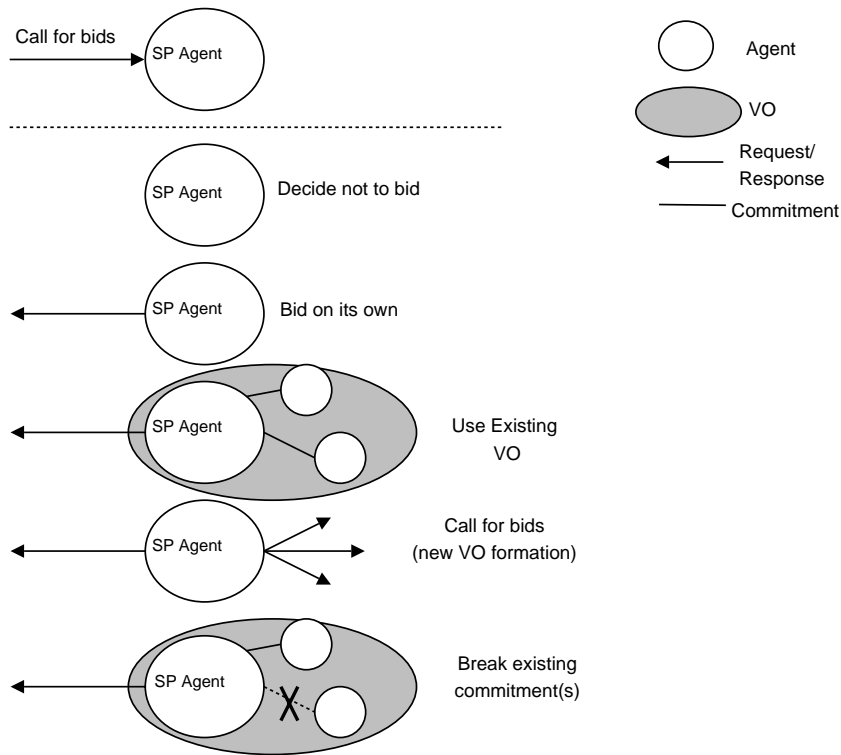 Call for bids
SP Agent
Agent
VO
Request/
Response
Commitment
SP Agent
Decide not to bid
SP Agent
Bid on its own
SP Agent
Use Existing
VO
SP Agent
Call for bids
(new VO formation)
SP Agent
Break existing
commitment(s)